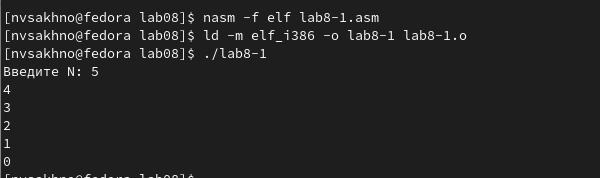 [nvsakhno@fedora lab08]$ nasm -f elf lab8-1.asm
[nvsakhno@fedora lab08]$ ld -m elf_i386 -o lab8-1 lab8-1.o
[nvsakhno@fedora lab08]$ ./lab8-1
Введите N: 5
4
3
2
1
0